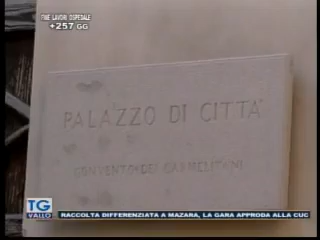 FINE LAVORI OSPEDALE
+257 GG
PALAZZO DI CITTÀ
CONVENTO DEI CARMELITANI
TG
VALLO
RACCOLTA DIFFERENZIATA A MAZARA, LA GARA APPRODA ALLA CUC